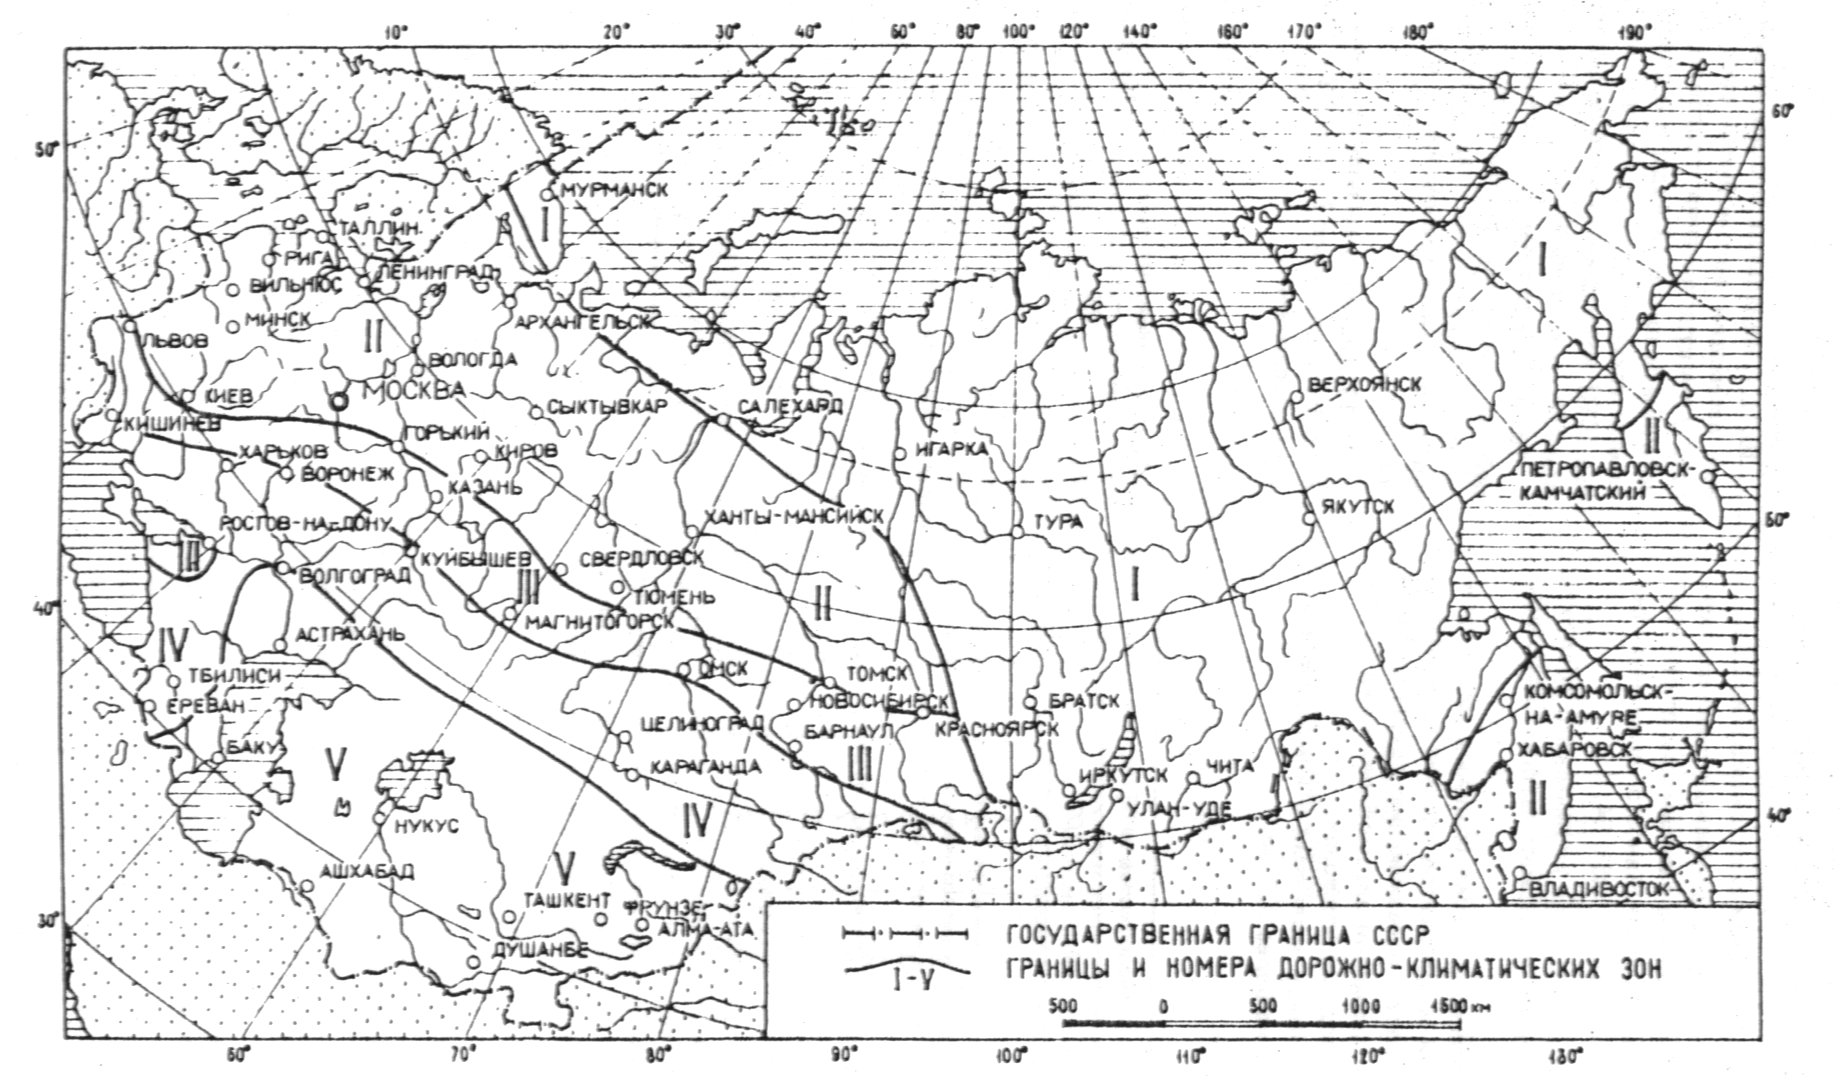 10° 20° 30° 40° 60° 80° 100° 120° 140° 160° 170° 180° 190°
60°
50°
МУРМАНСК
I
ТАЛЛИН
РИГА
ЛЕНИНГРАД
ВИЛЬНЮС
I
МИНСК
АРХАНГЕЛЬСК
II
ЛЬВОВ
ВОЛОГДА
МОСКВА
ВЕРХОЯНСК
КИЕВ
СЫКТЫВКАР
САЛЕХАРД
КИШИНЕВ
ГОРЬКИЙ
II
ХАРЬКОВ
КИРОВ
ИГАРКА
ВОРОНЕЖ
ПЕТРОПАВЛОВСК-
КАМЧАТСКИЙ
КАЗАНЬ
ЯКУТСК
РОСТОВ-НА-ДОНУ
ХАНТЫ-МАНСИЙСК
ТУРА
50°
III
КУЙБЫШЕВ
СВЕРДЛОВСК
ВОЛГОГРАД
III
I
ТЮМЕНЬ
II
40°
МАГНИТОГОРСК
АСТРАХАНЬ
IV
ОМСК
ТОМСК
ТБИЛИСИ
НОВОСИБИРСК
БРАТСК
КОМСОМОЛЬСК-
НА-АМУРЕ
ЕРЕВАН
ЦЕЛИНОГРАД
БАРНАУЛ
КРАСНОЯРСК
БАКУ
ХАБАРОВСК
V
КАРАГАНДА
III
ИРКУТСК
ЧИТА
УЛАН-УДЕ
II
НУКУС
IV
40°
АШХАБАД
V
ТАШКЕНТ
ФРУНЗЕ
ВЛАДИВОСТОК
30°
АЛМА-АТА
ДУШАНБЕ
ГОСУДАРСТВЕННАЯ ГРАНИЦА СССР
I-V
ГРАНИЦЫ И НОМЕРА ДОРОЖНО-КЛИМАТИЧЕСКИХ ЗОН
500 0 500 1000 1500 км
60° 70° 80° 90° 100° 110° 120° 130°